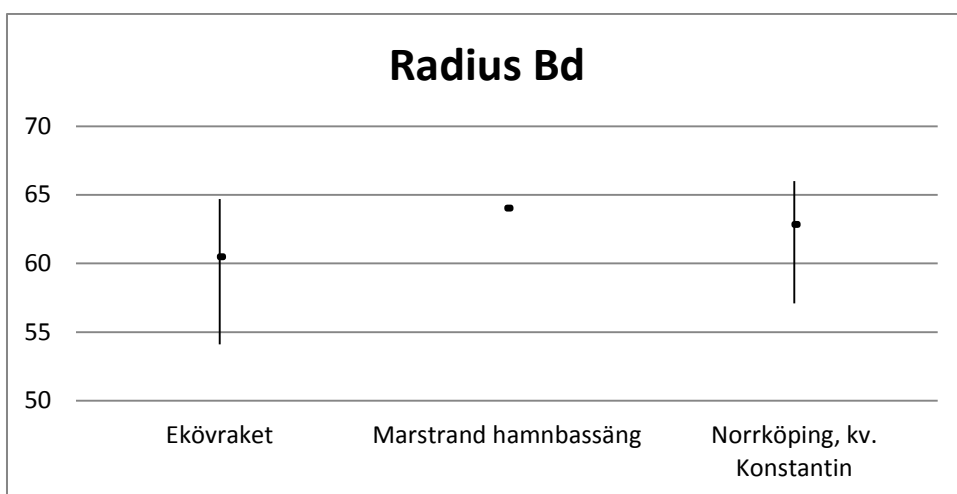 Radius Bd
70
65
60
55
50
Ekövraket
Marstrand hamnbassäng
Norrköping, kv.
Konstantin